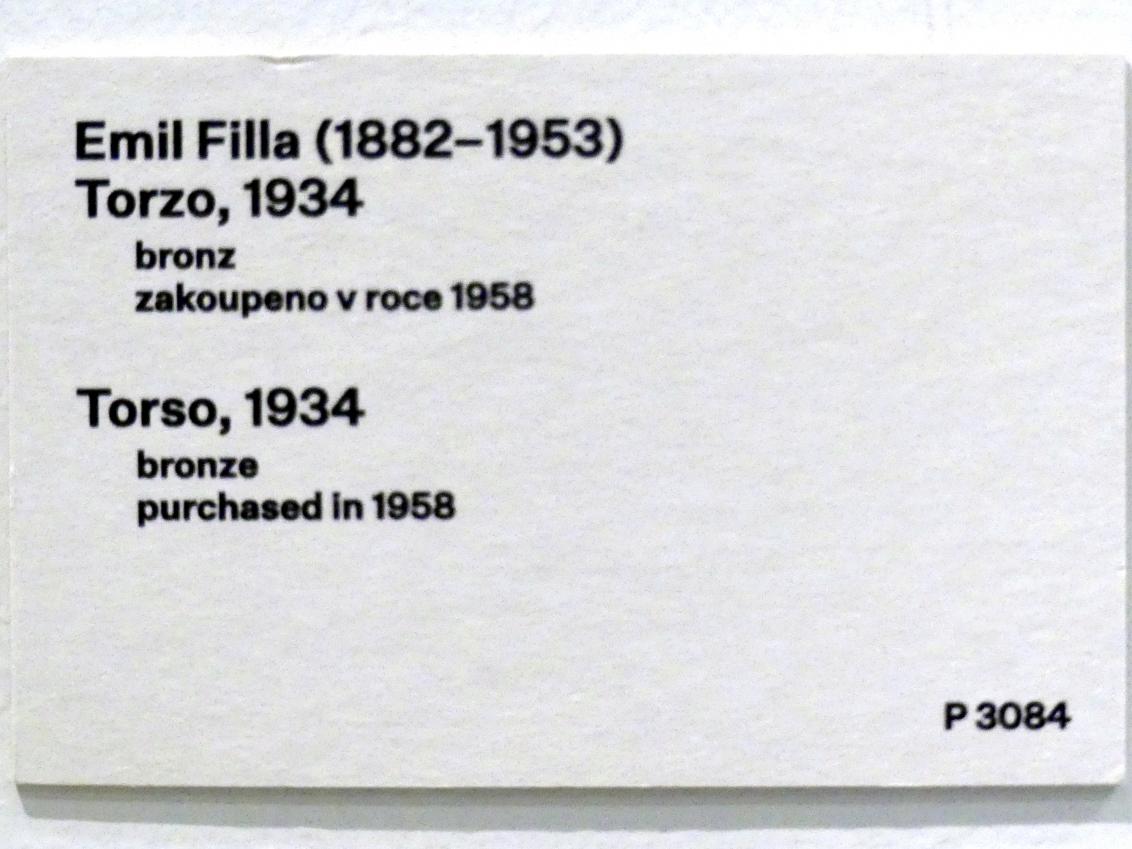 Emil Filla (1882–1953)
Torzo, 1934
bronz
zakoupeno v roce 1958
Torso, 1934
bronze
purchased in 1958
P 3084